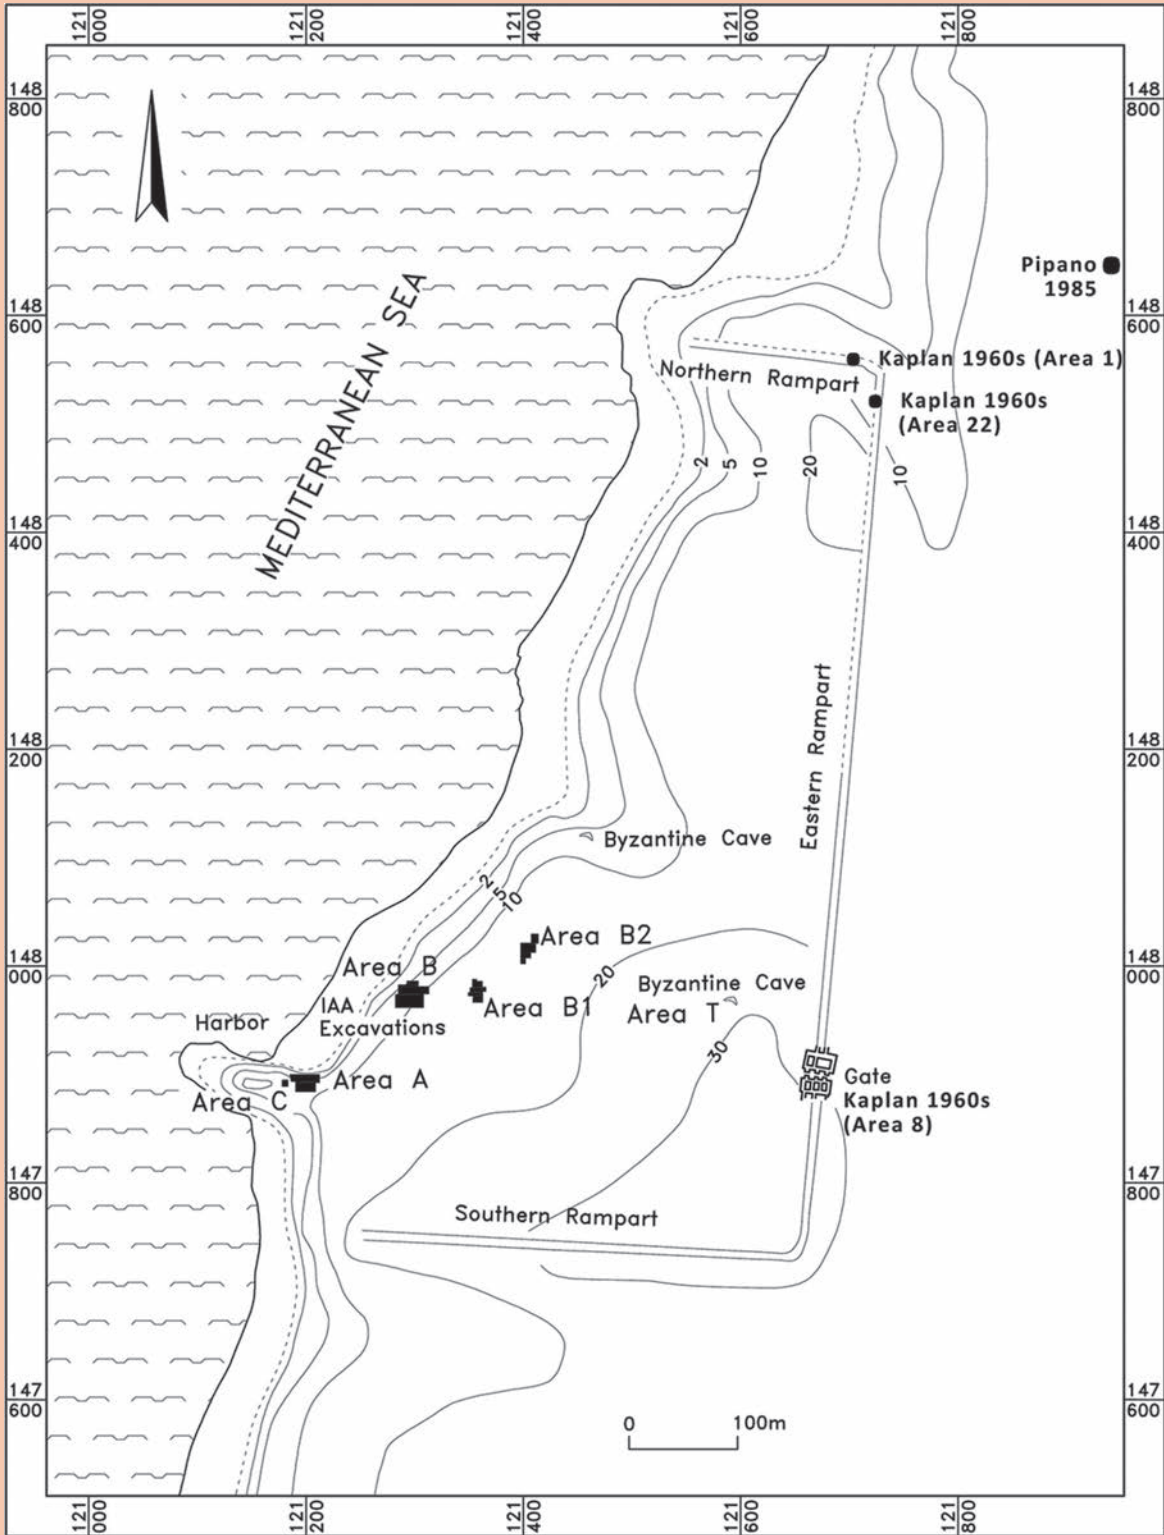 121
000
121
200
121
400
121
600
121
800
148
800
148
800
Pipano
1985
MEDITERRANEAN SEA
148
600
148
600
Kaplan 1960s (Area 1)
Northern Rampart
Kaplan 1960s
(Area 22)
2
5
10
20
10
148
400
148
400
Eastern Rampart
148
200
148
200
Byzantine Cave
2
5
10
Area B2
148
000
148
000
Area B
20
Byzantine Cave
IAA
Excavations
Area B1
Area T
Harbor
30
Area A
Gate
Area C
Kaplan 1960s
(Area 8)
147
800
147
800
Southern Rampart
147
600
147
600
0 100m
121
000
121
200
121
400
121
600
121
800